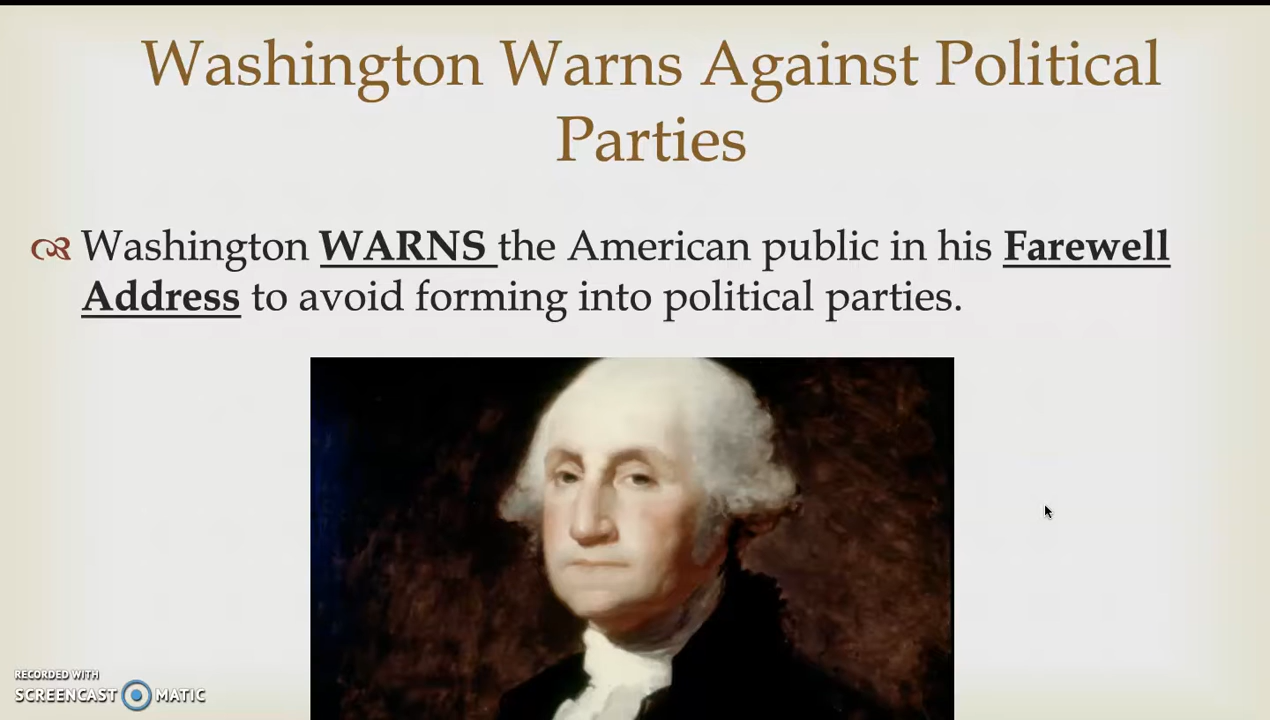 Washington Warns Against Political
Parties
Washington WARNS the American public in his Farewell
Address to avoid forming into political parties.
RECORDED WITH
SCREENCAST MATIC